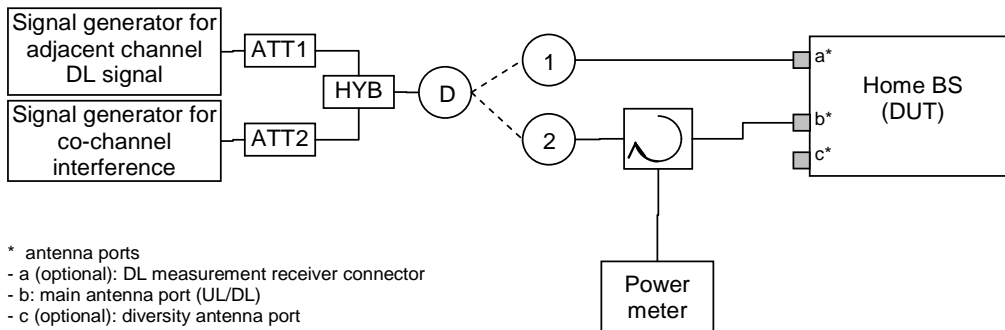 Signal generator for
adjacent channel
DL signal
ATT1
HYB
D
1
2
Signal generator for
co-channel
interference
ATT2
a*
b*
c*
Home BS
(DUT)
Power
meter
* antenna ports
- a (optional): DL measurement receiver connector
- b: main antenna port (UL/DL)
- c (optional): diversity antenna port